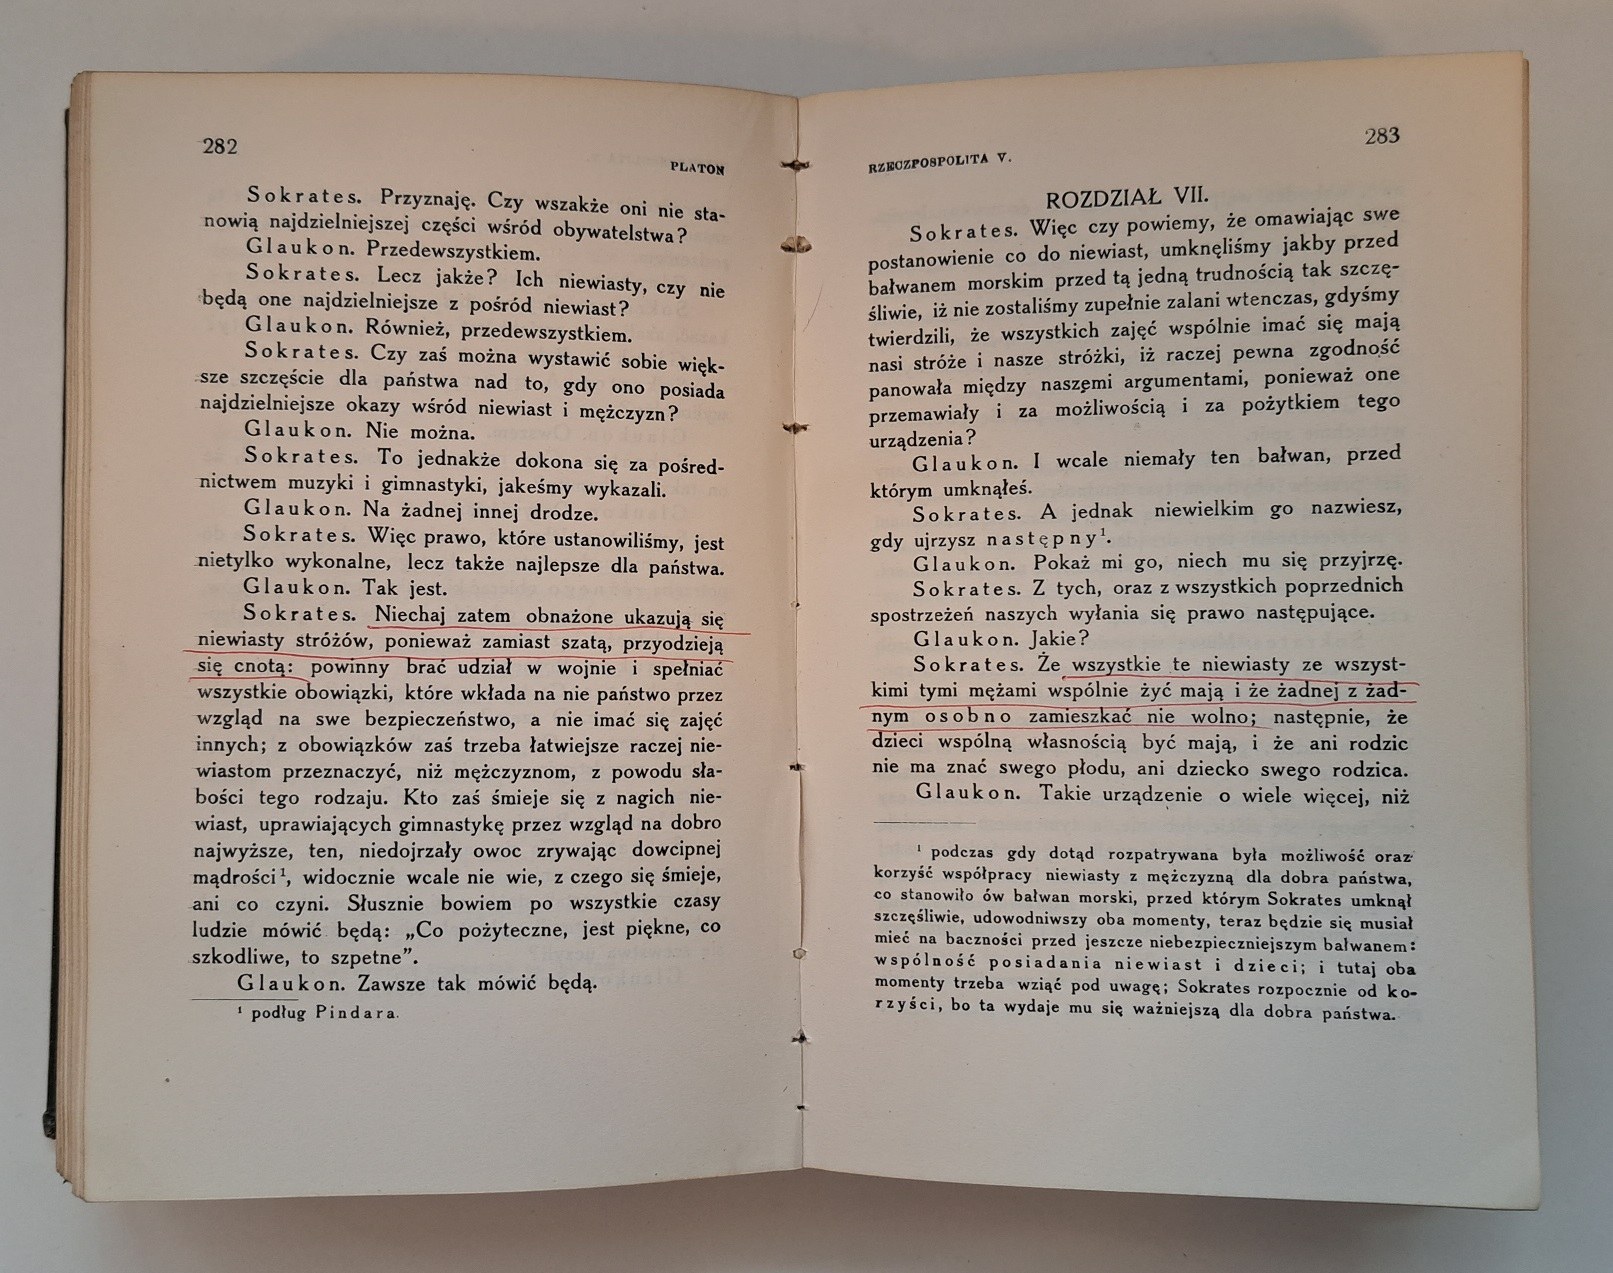 282
PLATON
Sokrates. Przyznaję. Czy wszakże oni nie sta-
nowią najdzielniejszej części wśród obywatelstwa?
Glaukon. Przedewszystkiem.
Sokrates. Lecz jakże? Ich niewiasty, czy nie
będą one najdzielniejsze z pośród niewiast?
Glaukon. Również, przedewszystkiem.
Sokrates. Czy zaś można wystawić sobie więk-
sze szczęście dla państwa nad to, gdy ono posiada
najdzielniejsze okazy wśród niewiast i mężczyzn?
Glaukon. Nie można.
Sokrates. To jednakże dokona się za pośred-
nictwem muzyki i gimnastyki, jakeśmy wykazali.
Glaukon. Na żadnej innej drodze.
Sokrates. Więc prawo, które ustanowiliśmy, jest
nietylko wykonalne, lecz także najlepsze dla państwa.
Glaukon. Tak jest.
Sokrates. Niechaj zatem obnażone ukazują się
niewiasty stróżów, ponieważ zamiast szatą, przyodzieją
się cnotą: powinny brać udział w wojnie i spełniać
wszystkie obowiązki, które wkłada na nie państwo przez
wzgląd na swe bezpieczeństwo, a nie imać się zajęć
innych; z obowiązków zaś trzeba łatwiejsze raczej nie-
wiastom przeznaczyć, niż mężczyznom, z powodu sła-
bości tego rodzaju. Kto zaś śmieje się z nagich nie-
wiast, uprawiających gimnastykę przez wzgląd na dobro
najwyższe, ten, niedojrzały owoc zrywając dowcipnej
mądrości¹, widocznie wcale nie wie, z czego się śmieje,
ani co czyni. Słusznie bowiem po wszystkie czasy
ludzie mówić będą: „Co pożyteczne, jest piękne, co
szkodliwe, to szpetne”.
Glaukon. Zawsze tak mówić będą.
¹ podług Pindara.
283
RZECZPOSPOLITA V.
ROZDZIAŁ VII.
Sokrates. Więc czy powiemy, że omawiając swe
postanowienie co do niewiast, umknęliśmy jakby przed
bałwanem morskim przed tą jedną trudnością tak szczę-
śliwie, iż nie zostaliśmy zupełnie zalani wtenczas, gdyśmy
twierdzili, że wszystkich zajęć wspólnie imać się mają
nasi stróże i nasze stróżki, iż raczej pewna zgodność
panowała między naszemi argumentami, ponieważ one
przemawiały i za możliwością i za pożytkiem tego
urządzenia?
Glaukon. I wcale niemały ten bałwan, przed
którym umknąłeś.
Sokrates. A jednak niewielkim go nazwiesz,
gdy ujrzysz następny¹.
Glaukon. Pokaż mi go, niech mu się przyjrzę.
Sokrates. Z tych, oraz z wszystkich poprzednich
spostrzeżeń naszych wyłania się prawo następujące.
Glaukon. Jakie?
Sokrates. Że wszystkie te niewiasty ze wszyst-
kimi tymi mężami wspólnie żyć mają i że żadnej z żad-
nym osobno zamieszkać nie wolno; następnie, że
dzieci wspólną własnością być mają, i że ani rodzic
nie ma znać swego płodu, ani dziecko swego rodzica.
Glaukon. Takie urządzenie o wiele więcej, niż
¹ podczas gdy dotąd rozpatrywana była możliwość oraz
korzyść współpracy niewiasty z mężczyzną dla dobra państwa,
co stanowiło ów bałwan morski, przed którym Sokrates umknął
szczęśliwie, udowodniwszy oba momenty, teraz będzie się musiał
mieć na baczności przed jeszcze niebezpieczniejszym bałwanem:
wspólność posiadania niewiast i dzieci; i tutaj oba
momenty trzeba wziąć pod uwagę; Sokrates rozpocznie od ko-
rzyści, bo ta wydaje mu się ważniejszą dla dobra państwa.